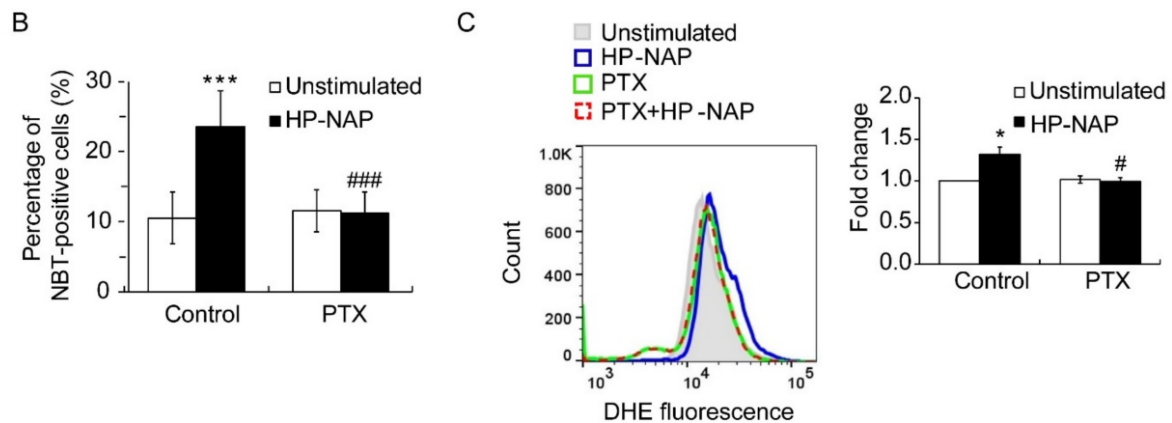 B
Percentage of
NBT-positive cells (%)
30
20
10
0
***
###
Unstimulated
HP-NAP
Control
PTX
C
Unstimulated
HP-NAP
PTX
PTX+HP -NAP
Count
1.0K
800
600
400
200
0
10³
10⁴
10⁵
DHE fluorescence
Fold change
2.0
1.5
1.0
0.5
0.0
Unstimulated
HP-NAP
*
#
Control
PTX